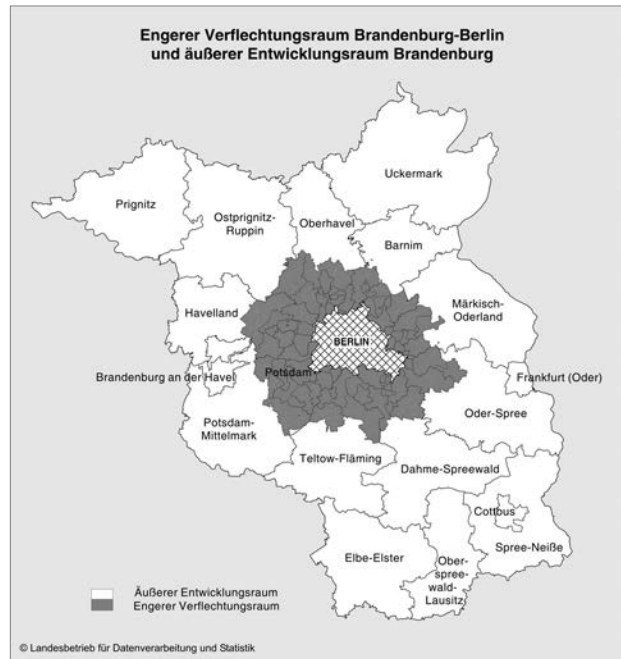 Engerer Verflechtungsraum Brandenburg-Berlin
und äußerer Entwicklungsraum Brandenburg
Uckermark
Prignitz
Ostprignitz-
Ruppin
Oberhavel
Barnim
Havelland
Märkisch-
Oderland
BERLIN
Potsdam
Brandenburg an der Havel
Frankfurt (Oder)
Oder-Spree
Potsdam-
Mittelmark
Teltow-Fläming
Dahme-Spreewald
Cottbus
Spree-Neiße
Elbe-Elster
Ober-
spree-
wald-
Lausitz
Äußerer Entwicklungsraum
Engerer Verflechtungsraum
© Landesbetrieb für Datenverarbeitung und Statistik